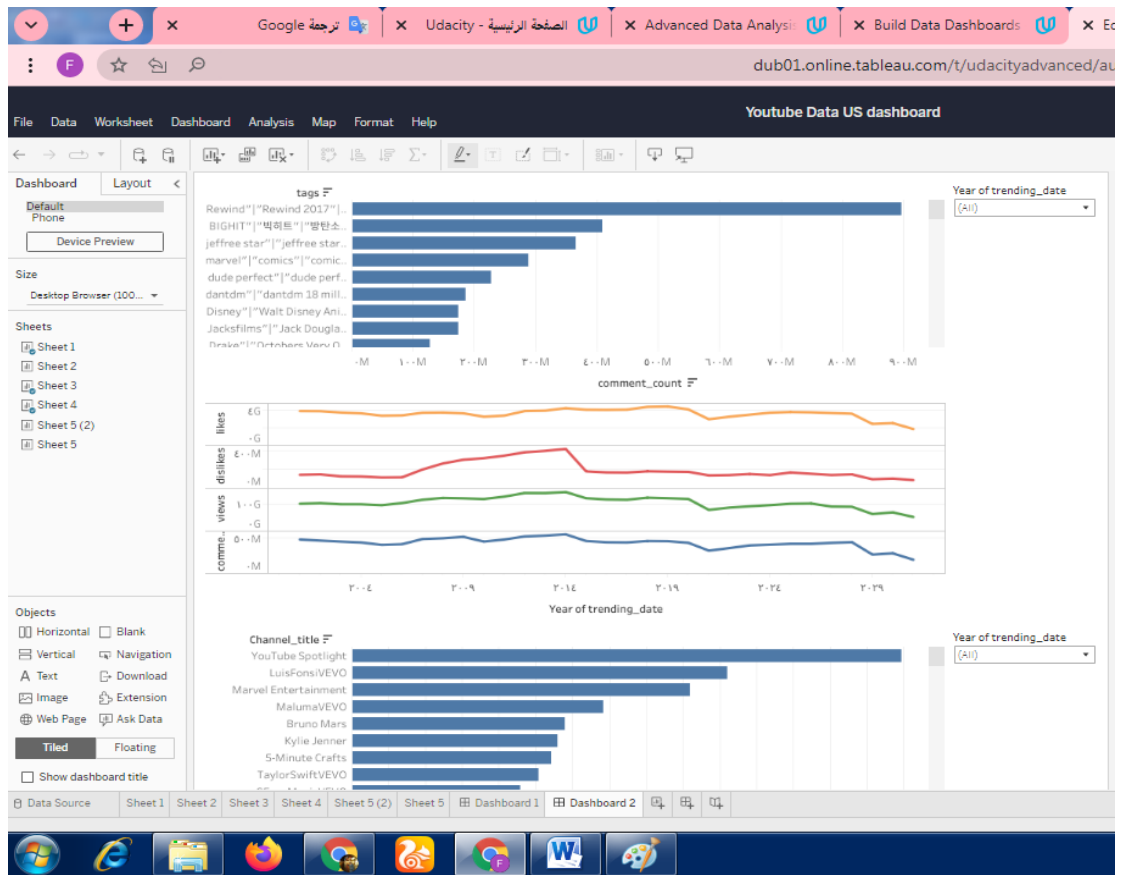 ترجمة Google
Udacity - الصفحة الرئيسية
Advanced Data Analysis
Build Data Dashboards
F
dub01.online.tableau.com/t/udacityadvanced/au
Youtube Data US dashboard
File Data Worksheet Dashboard Analysis Map Format Help
Dashboard Layout <
Default
Phone
Device Preview
Size
Desktop Browser (100...
Sheets
Sheet 1
Sheet 2
Sheet 3
Sheet 4
Sheet 5 (2)
Sheet 5
Objects
Horizontal Blank
Vertical Navigation
A Text Download
Image Extension
Web Page Ask Data
Tiled Floating
Show dashboard title
tags
Rewind"|"Rewind 2017"|..
BIGHIT"|"빅히트"|"방탄소..
jeffree star"|"jeffree star..
marvel"|"comics"|"comic..
dude perfect"|"dude perf..
dantdm"|"dantdm 18 mill..
Disney"|"Walt Disney Ani..
Jacksfilms"|"Jack Dougla..
Drake"|"Octobers Very O..
٠M ١٠٠M ٢٠٠M ٣٠٠M ٤٠٠M ٥٠٠M ٦٠٠M ٧٠٠M ٨٠٠M ٩٠٠M
comment_count
Year of trending_date
(All)
likes
٤G
٠G
dislikes
٤٠٠M
٠M
views
١٠٠G
٠G
comme..
٥٠٠M
٠M
٢٠٠٤ ٢٠٠٩ ٢٠١٤ ٢٠١٩ ٢٠٢٤ ٢٠٢٩
Year of trending_date
Channel_title
YouTube Spotlight
LuisFonsiVEVO
Marvel Entertainment
MalumaVEVO
Bruno Mars
Kylie Jenner
5-Minute Crafts
TaylorSwiftVEVO
Year of trending_date
(All)
Data Source Sheet 1 Sheet 2 Sheet 3 Sheet 4 Sheet 5 (2) Sheet 5 Dashboard 1 Dashboard 2